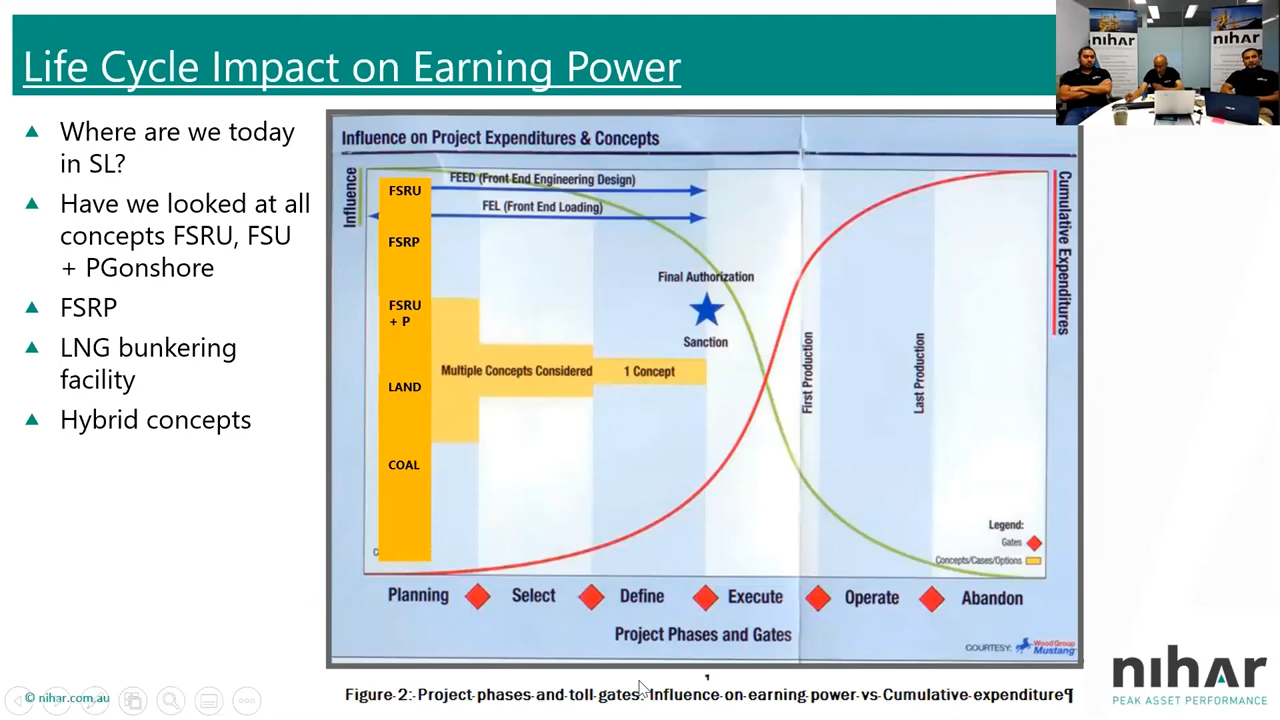 Life Cycle Impact on Earning Power
nihar
nihar
Where are we today
in SL?
Have we looked at all
concepts FSRU, FSU
+ PGonshore
FSRP
LNG bunkering
facility
Hybrid concepts
Influence on Project Expenditures & Concepts
Influence
FEED (Front End Engineering Design)
FEL (Front End Loading)
FSRU
FSRP
FSRU
+ P
LAND
COAL
Multiple Concepts Considered
1 Concept
Final Authorization
Sanction
First Production
Last Production
Cumulative Expenditures
Legend:
Gates
Concepts/Cases/Options
Planning
Select
Define
Execute
Operate
Abandon
Project Phases and Gates
COURTESY:
Wood Group
Mustang
Figure-2:-Project-phases-and-toll-gates:-Influence-on-earning-power-vs-Cumulative-expenditure¶
© nihar.com.au
nihar
PEAK ASSET PERFORMANCE